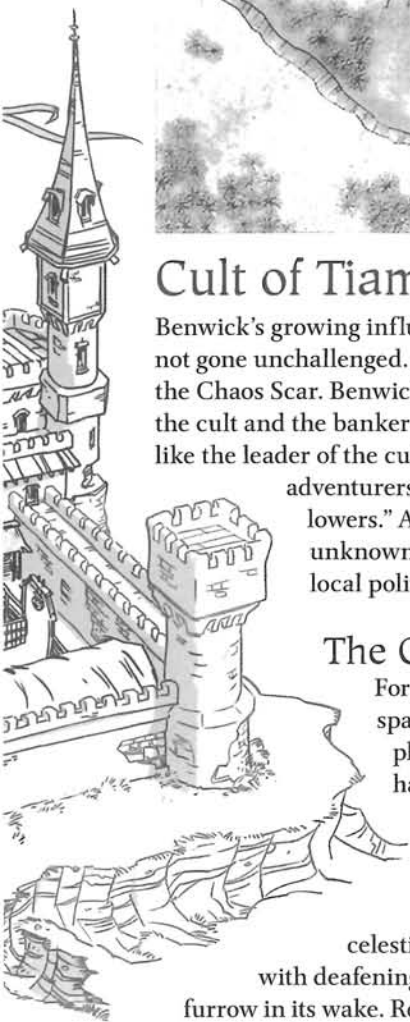 Cult of Tiam
Benwick's growing influ
not gone unchallenged.
the Chaos Scar. Benwic
the cult and the banker
like the leader of the cu
adventurers
lowers." A
unknown
local poli
The C
For
spa
pl
ha
celesti
with deafening
furrow in its wake. Re